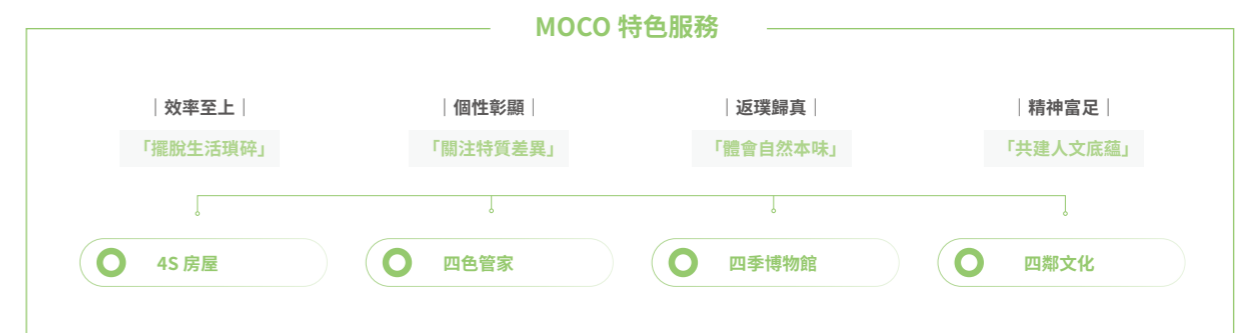 MOCO 特色服務
｜效率至上｜
｜個性彰顯｜
｜返璞歸真｜
｜精神富足｜
「擺脫生活瑣碎」
「關注特質差異」
「體會自然本味」
「共建人文底蘊」
4S 房屋
四色管家
四季博物館
四鄰文化